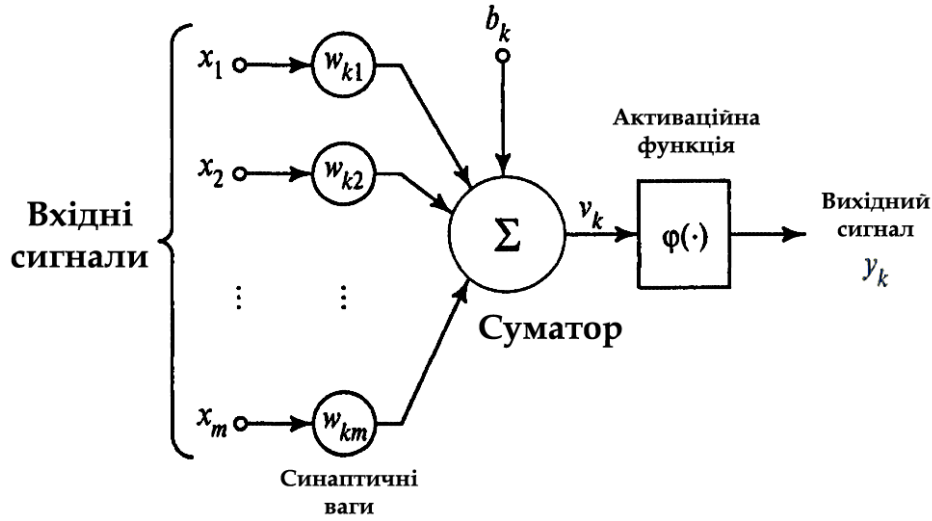 b_k
x_1 w_k1
Активаційна
функція
x_2 w_k2
Вхідні
сигнали
Σ
v_k
φ(·)
Вихідний
сигнал
y_k
⋮ ⋮
Суматор
x_m w_km
Синаптичні
ваги